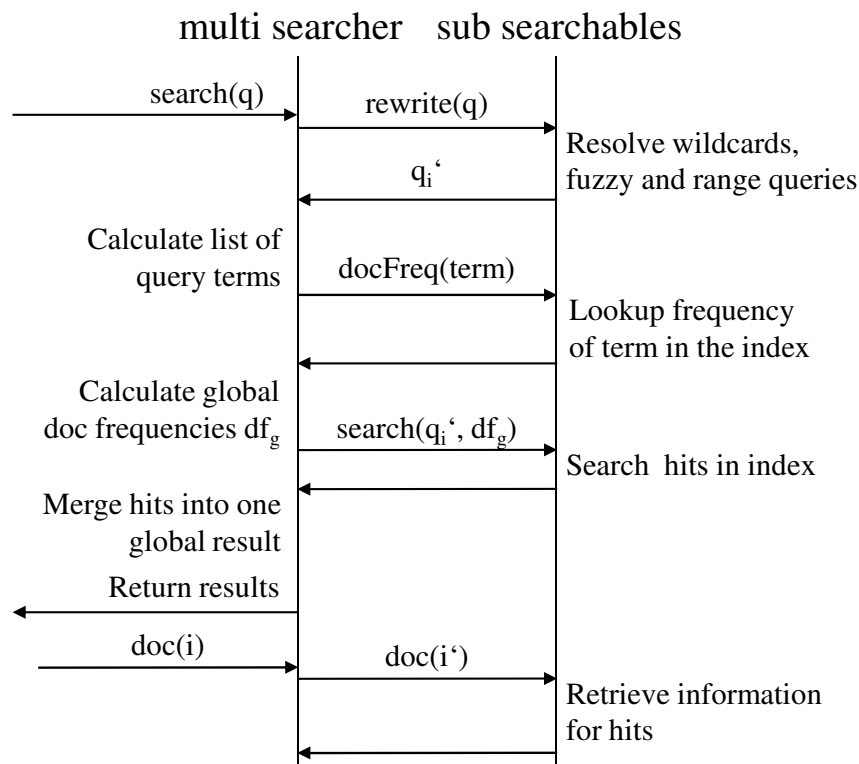 multi searcher sub searchables
search(q)
rewrite(q)
Resolve wildcards,
fuzzy and range queries
qi‘
Calculate list of
query terms
docFreq(term)
Lookup frequency
of term in the index
Calculate global
doc frequencies dfg
search(qi‘, dfg)
Search hits in index
Merge hits into one
global result
Return results
doc(i)
doc(i‘)
Retrieve information
for hits